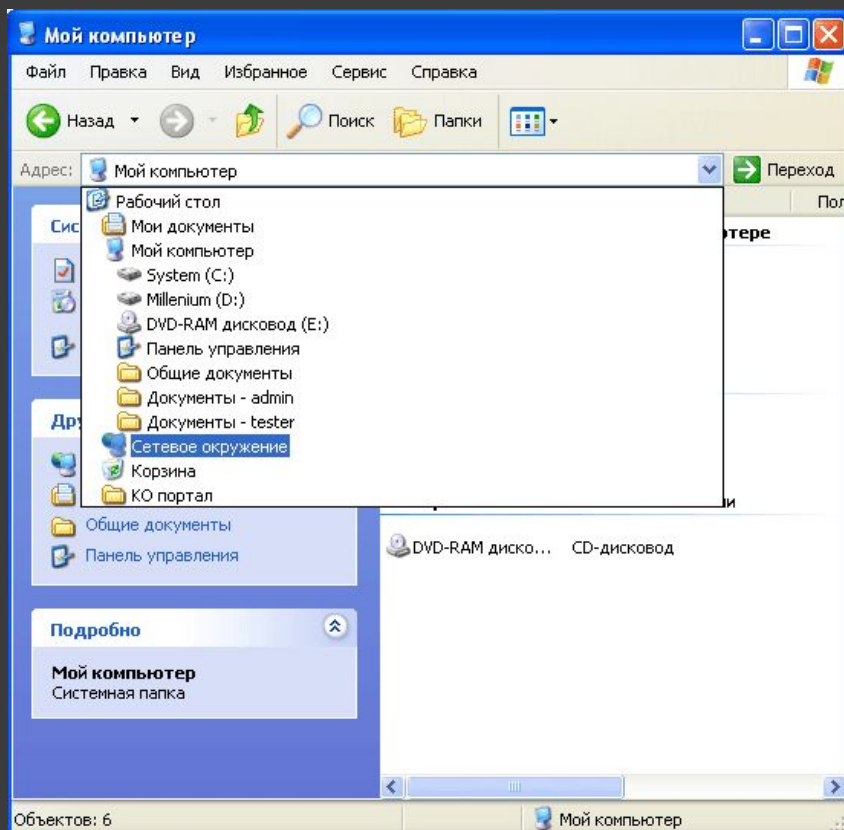 Мой компьютер
Файл Правка Вид Избранное Сервис Справка
Назад Поиск Папки
Адрес: Мой компьютер Переход
Рабочий стол
Мои документы
Мой компьютер
System (C:)
Millenium (D:)
DVD-RAM дисковод (E:)
Панель управления
Общие документы
Документы - admin
Документы - tester
Сетевое окружение
Корзина
КО портал
Общие документы
Панель управления
Подробно
Мой компьютер
Системная папка
DVD-RAM диско... CD-дисковод
Объектов: 6 Мой компьютер